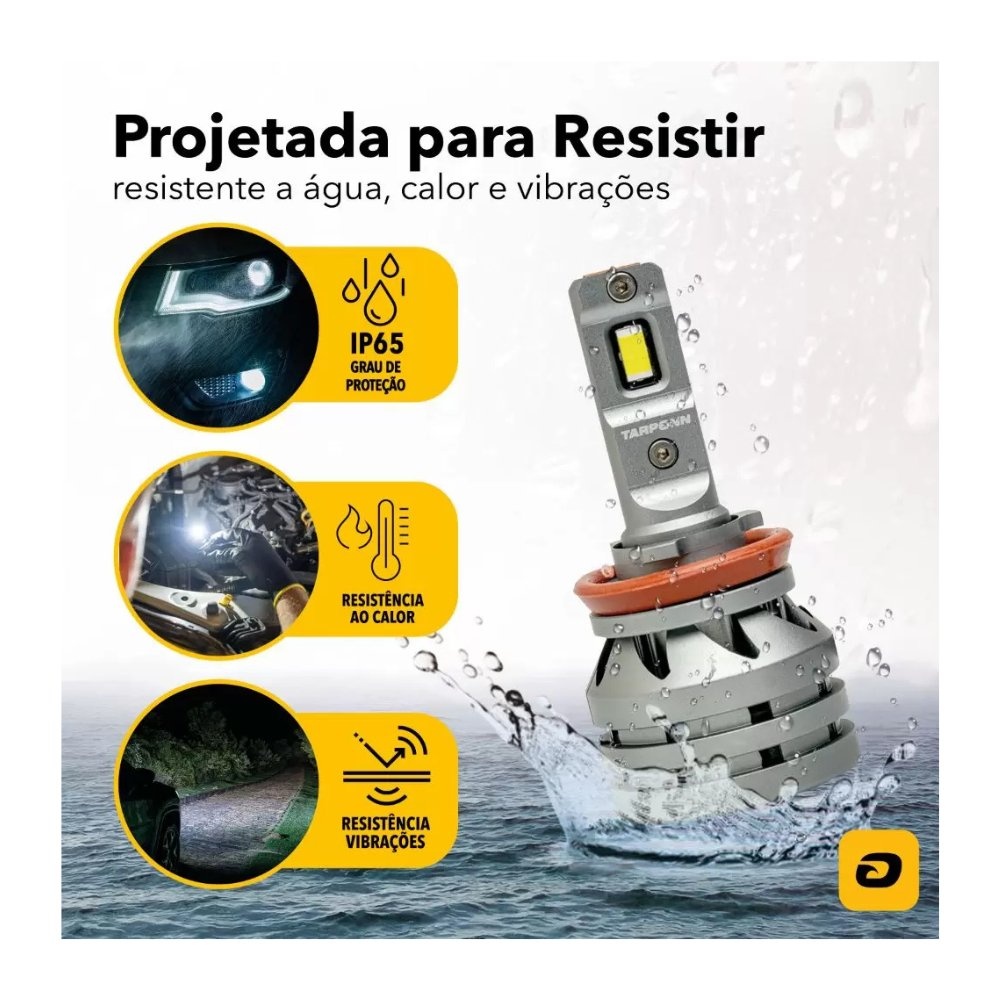 Projetada para Resistir
resistente a água, calor e vibrações
IP65
GRAU DE
PROTEÇÃO
TARPONN
RESISTÊNCIA
AO CALOR
RESISTÊNCIA
VIBRAÇÕES